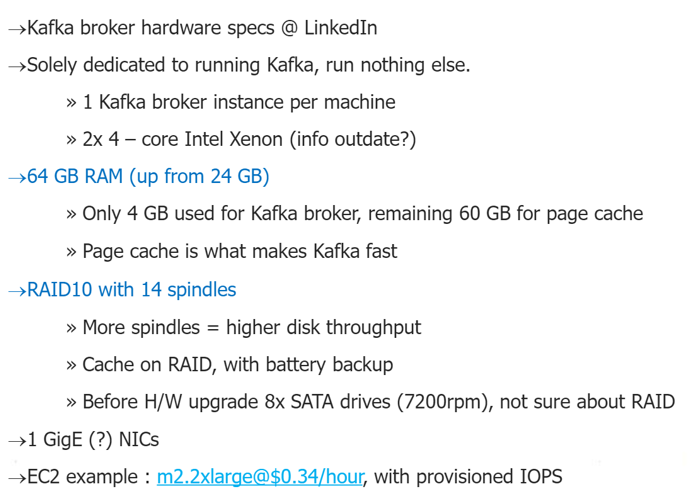 →Kafka broker hardware specs @ LinkedIn
→Solely dedicated to running Kafka, run nothing else.
» 1 Kafka broker instance per machine
» 2x 4 – core Intel Xenon (info outdate?)
→64 GB RAM (up from 24 GB)
» Only 4 GB used for Kafka broker, remaining 60 GB for page cache
» Page cache is what makes Kafka fast
→RAID10 with 14 spindles
» More spindles = higher disk throughput
» Cache on RAID, with battery backup
» Before H/W upgrade 8x SATA drives (7200rpm), not sure about RAID
→1 GigE (?) NICs
→EC2 example : m2.2xlarge@$0.34/hour, with provisioned IOPS